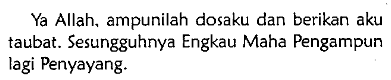 Ya Allah, ampunilah dosaku dan berikan aku
taubat. Sesungguhnya Engkau Maha Pengampun
lagi Penyayang.